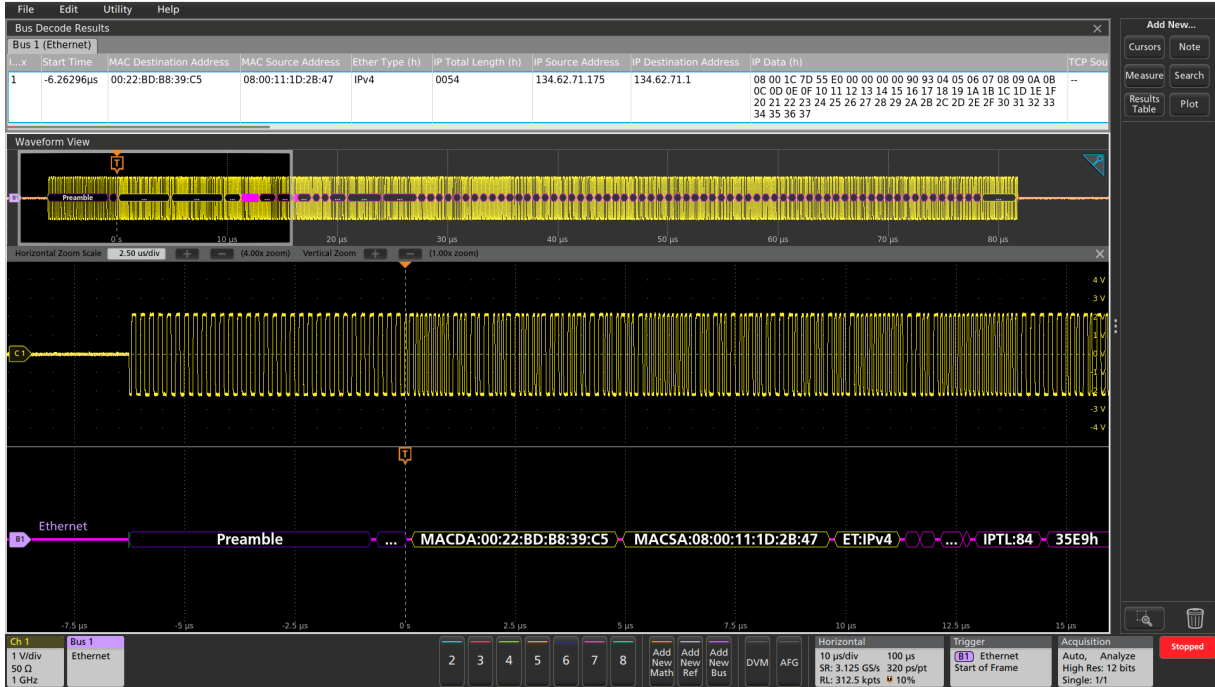 File Edit Utility Help
Bus Decode Results
Bus 1 (Ethernet)
I...x Start Time MAC Destination Address MAC Source Address Ether Type (h) IP Total Length (h) IP Source Address IP Destination Address IP Data (h) TCP Sou
1 -6.26296µs 00:22:BD:B8:39:C5 08:00:11:1D:2B:47 IPv4 0054 134.62.71.175 134.62.71.1 08 00 1C 7D 55 E0 00 00 00 00 90 93 04 05 06 07 08 09 0A 0B --
0C 0D 0E 0F 10 11 12 13 14 15 16 17 18 19 1A 1B 1C 1D 1E 1F
20 21 22 23 24 25 26 27 28 29 2A 2B 2C 2D 2E 2F 30 31 32 33
34 35 36 37
Waveform View
T
B1 Preamble ... ... ...
0 s 10 µs 20 µs 30 µs 40 µs 50 µs 60 µs 70 µs 80 µs
Horizontal Zoom Scale 2.50 us/div + − (4.00x zoom) Vertical Zoom + − (1.00x zoom)
4 V
3 V
2 V
1 V
C1 0 V
-1 V
-2 V
-3 V
-4 V
T
Ethernet
B1 Preamble ... MACDA:00:22:BD:B8:39:C5 MACSA:08:00:11:1D:2B:47 ET:IPv4 ... IPTL:84 35E9h
-7.5 µs -5 µs -2.5 µs 0 s 2.5 µs 5 µs 7.5 µs 10 µs 12.5 µs 15 µs
Add New...
Cursors Note
Measure Search
Results Table Plot
Ch 1
1 V/div
50 Ω
1 GHz
Bus 1
Ethernet
2 3 4 5 6 7 8
Add New Math
Add New Ref
Add New Bus
DVM AFG
Horizontal
10 µs/div 100 µs
SR: 3.125 GS/s 320 ps/pt
RL: 312.5 kpts 10%
Trigger
B1 Ethernet
Start of Frame
Acquisition
Auto, Analyze
High Res: 12 bits
Single: 1/1
Stopped